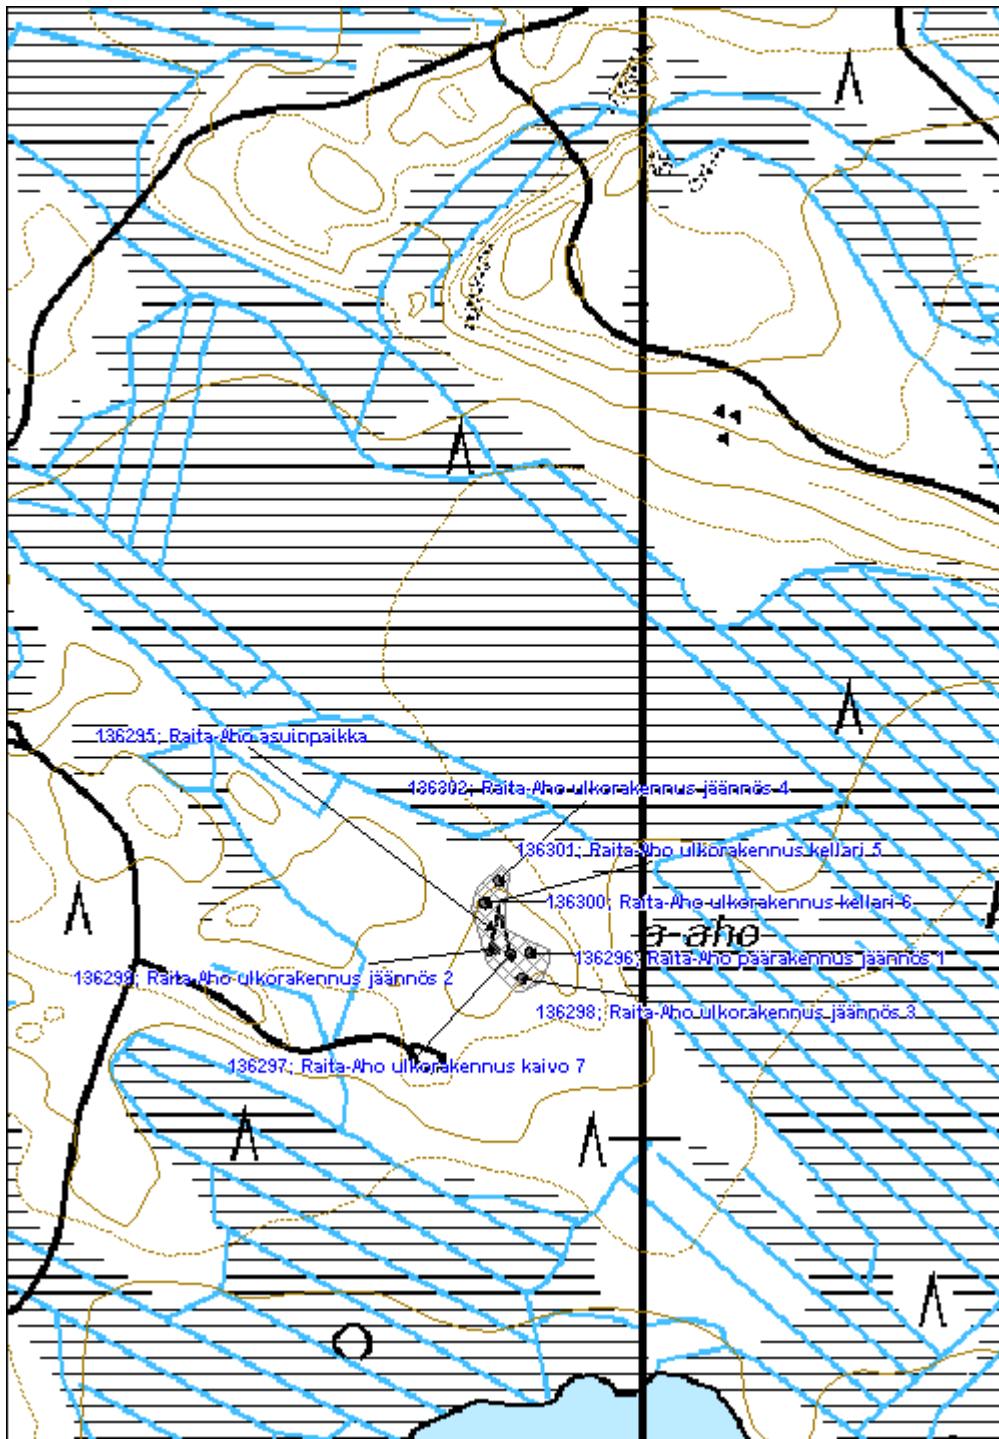 136295; Raita-Aho asuinpaikka
136302; Raita-Aho ulkorakennus jäännös 4
136301; Raita-Aho ulkorakennus kellari 5
136300; Raita-Aho ulkorakennus kellari 6
a-aho
136296; Raita-Aho päärakennus jäännös 1
136299; Raita-Aho ulkorakennus jäännös 2
136298; Raita-Aho ulkorakennus jäännös 3
136297; Raita-Aho ulkorakennus kaivo 7